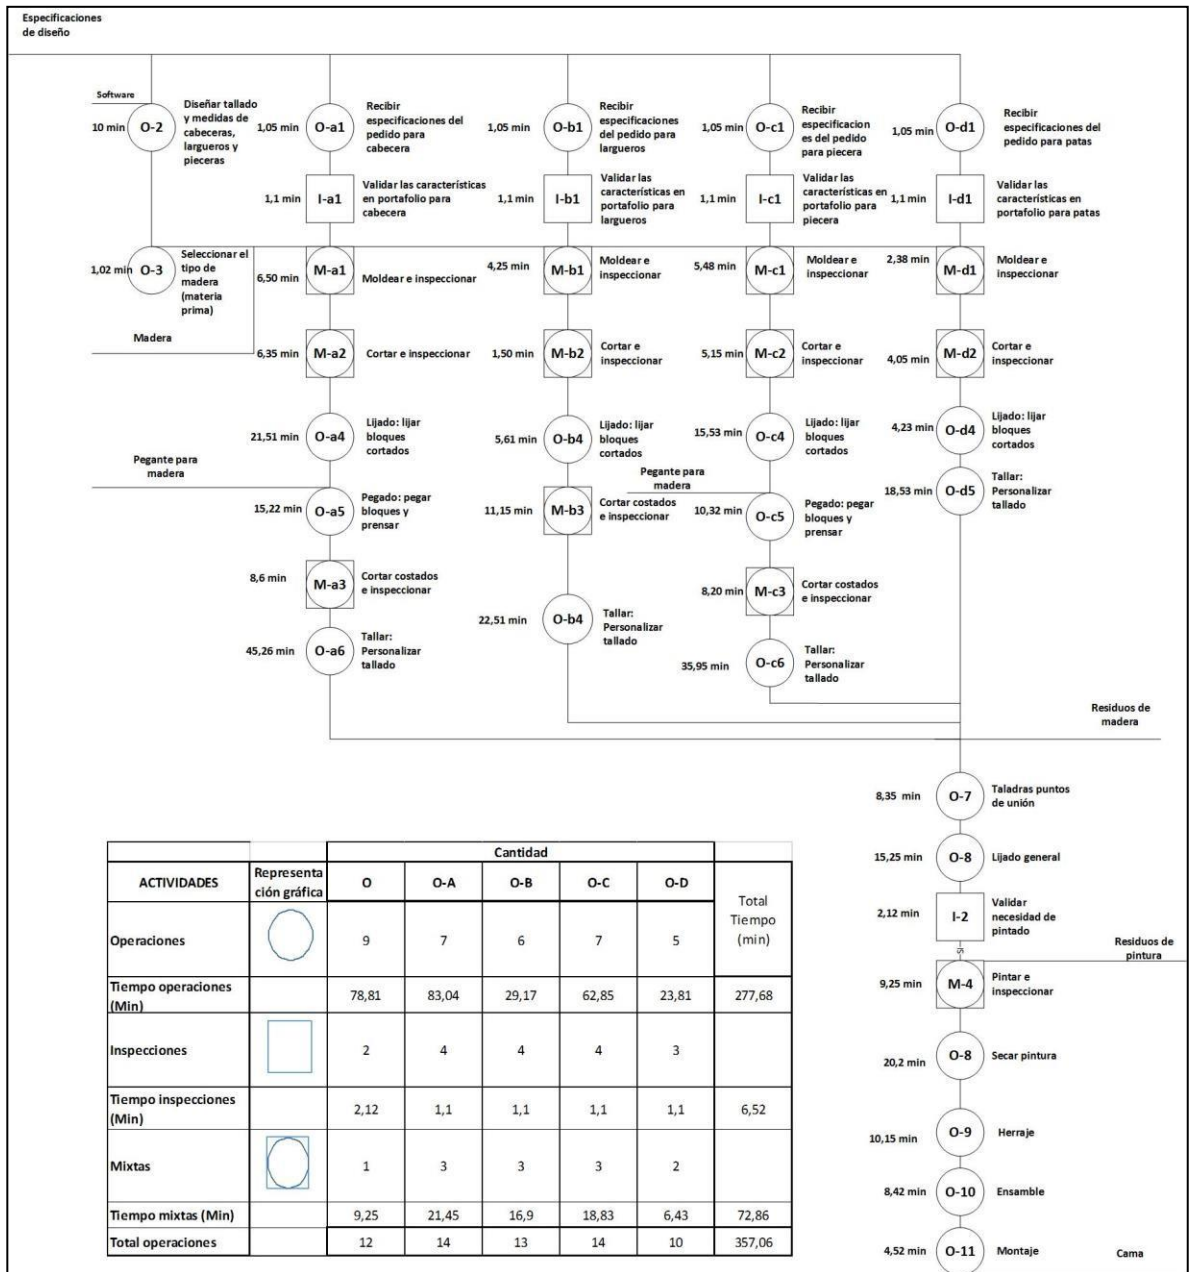 Especificaciones
de diseño
Software
10 min
O-2
Diseñar tallado
y medidas de
cabeceras,
largueros y
pieceras
1,02 min
O-3
Seleccionar el
tipo de
madera
(materia
prima)
Madera
1,05 min
O-a1
Recibir
especificaciones del
pedido para
cabecera
1,1 min
I-a1
Validar las características
en portafolio para
cabecera
6,50 min
M-a1
Moldear e inspeccionar
6,35 min
M-a2
Cortar e inspeccionar
21,51 min
O-a4
Lijado: lijar
bloques
cortados
Pegante para
madera
15,22 min
O-a5
Pegado: pegar
bloques y
prensar
8,6 min
M-a3
Cortar costados
e inspeccionar
45,26 min
O-a6
Tallar:
Personalizar
tallado
1,05 min
O-b1
Recibir
especificaciones
del pedido para
largueros
1,1 min
I-b1
Validar las
características en
portafolio para
largueros
4,25 min
M-b1
Moldear e
inspeccionar
1,50 min
M-b2
Cortar e
inspeccionar
5,61 min
O-b4
Lijado: lijar
bloques
cortados
11,15 min
M-b3
Cortar costados
e inspeccionar
22,51 min
O-b4
Tallar:
Personalizar
tallado
1,05 min
O-c1
Recibir
especificacion
es del pedido
para piecera
1,1 min
I-c1
Validar las
características en
portafolio para
piecera
5,48 min
M-c1
Moldear e
inspeccionar
5,15 min
M-c2
Cortar e
inspeccionar
15,53 min
O-c4
Lijado: lijar
bloques
cortados
Pegante para
madera
10,32 min
O-c5
Pegado: pegar
bloques y
prensar
8,20 min
M-c3
Cortar costados
e inspeccionar
35,95 min
O-c6
Tallar:
Personalizar
tallado
1,05 min
O-d1
Recibir
especificaciones del
pedido para patas
1,1 min
I-d1
Validar las
características en
portafolio para patas
2,38 min
M-d1
Moldear e
inspeccionar
4,05 min
M-d2
Cortar e
inspeccionar
4,23 min
O-d4
Lijado: lijar
bloques
cortados
18,53 min
O-d5
Tallar:
Personalizar
tallado
Residuos de
madera
8,35 min
O-7
Taladras puntos
de unión
15,25 min
O-8
Lijado general
2,12 min
I-2
Validar
necesidad de
pintado
Residuos de
pintura
9,25 min
M-4
Pintar e
inspeccionar
20,2 min
O-8
Secar pintura
10,15 min
O-9
Herraje
8,42 min
O-10
Ensamble
4,52 min
O-11
Montaje
Cama
Cantidad
ACTIVIDADES
Representa
ción gráfica
O
O-A
O-B
O-C
O-D
Total
Tiempo
(min)
Operaciones
9
7
6
7
5
Tiempo operaciones
(Min)
78,81
83,04
29,17
62,85
23,81
277,68
Inspecciones
2
4
4
4
3
Tiempo inspecciones
(Min)
2,12
1,1
1,1
1,1
1,1
6,52
Mixtas
1
3
3
3
2
Tiempo mixtas (Min)
9,25
21,45
16,9
18,83
6,43
72,86
Total operaciones
12
14
13
14
10
357,06